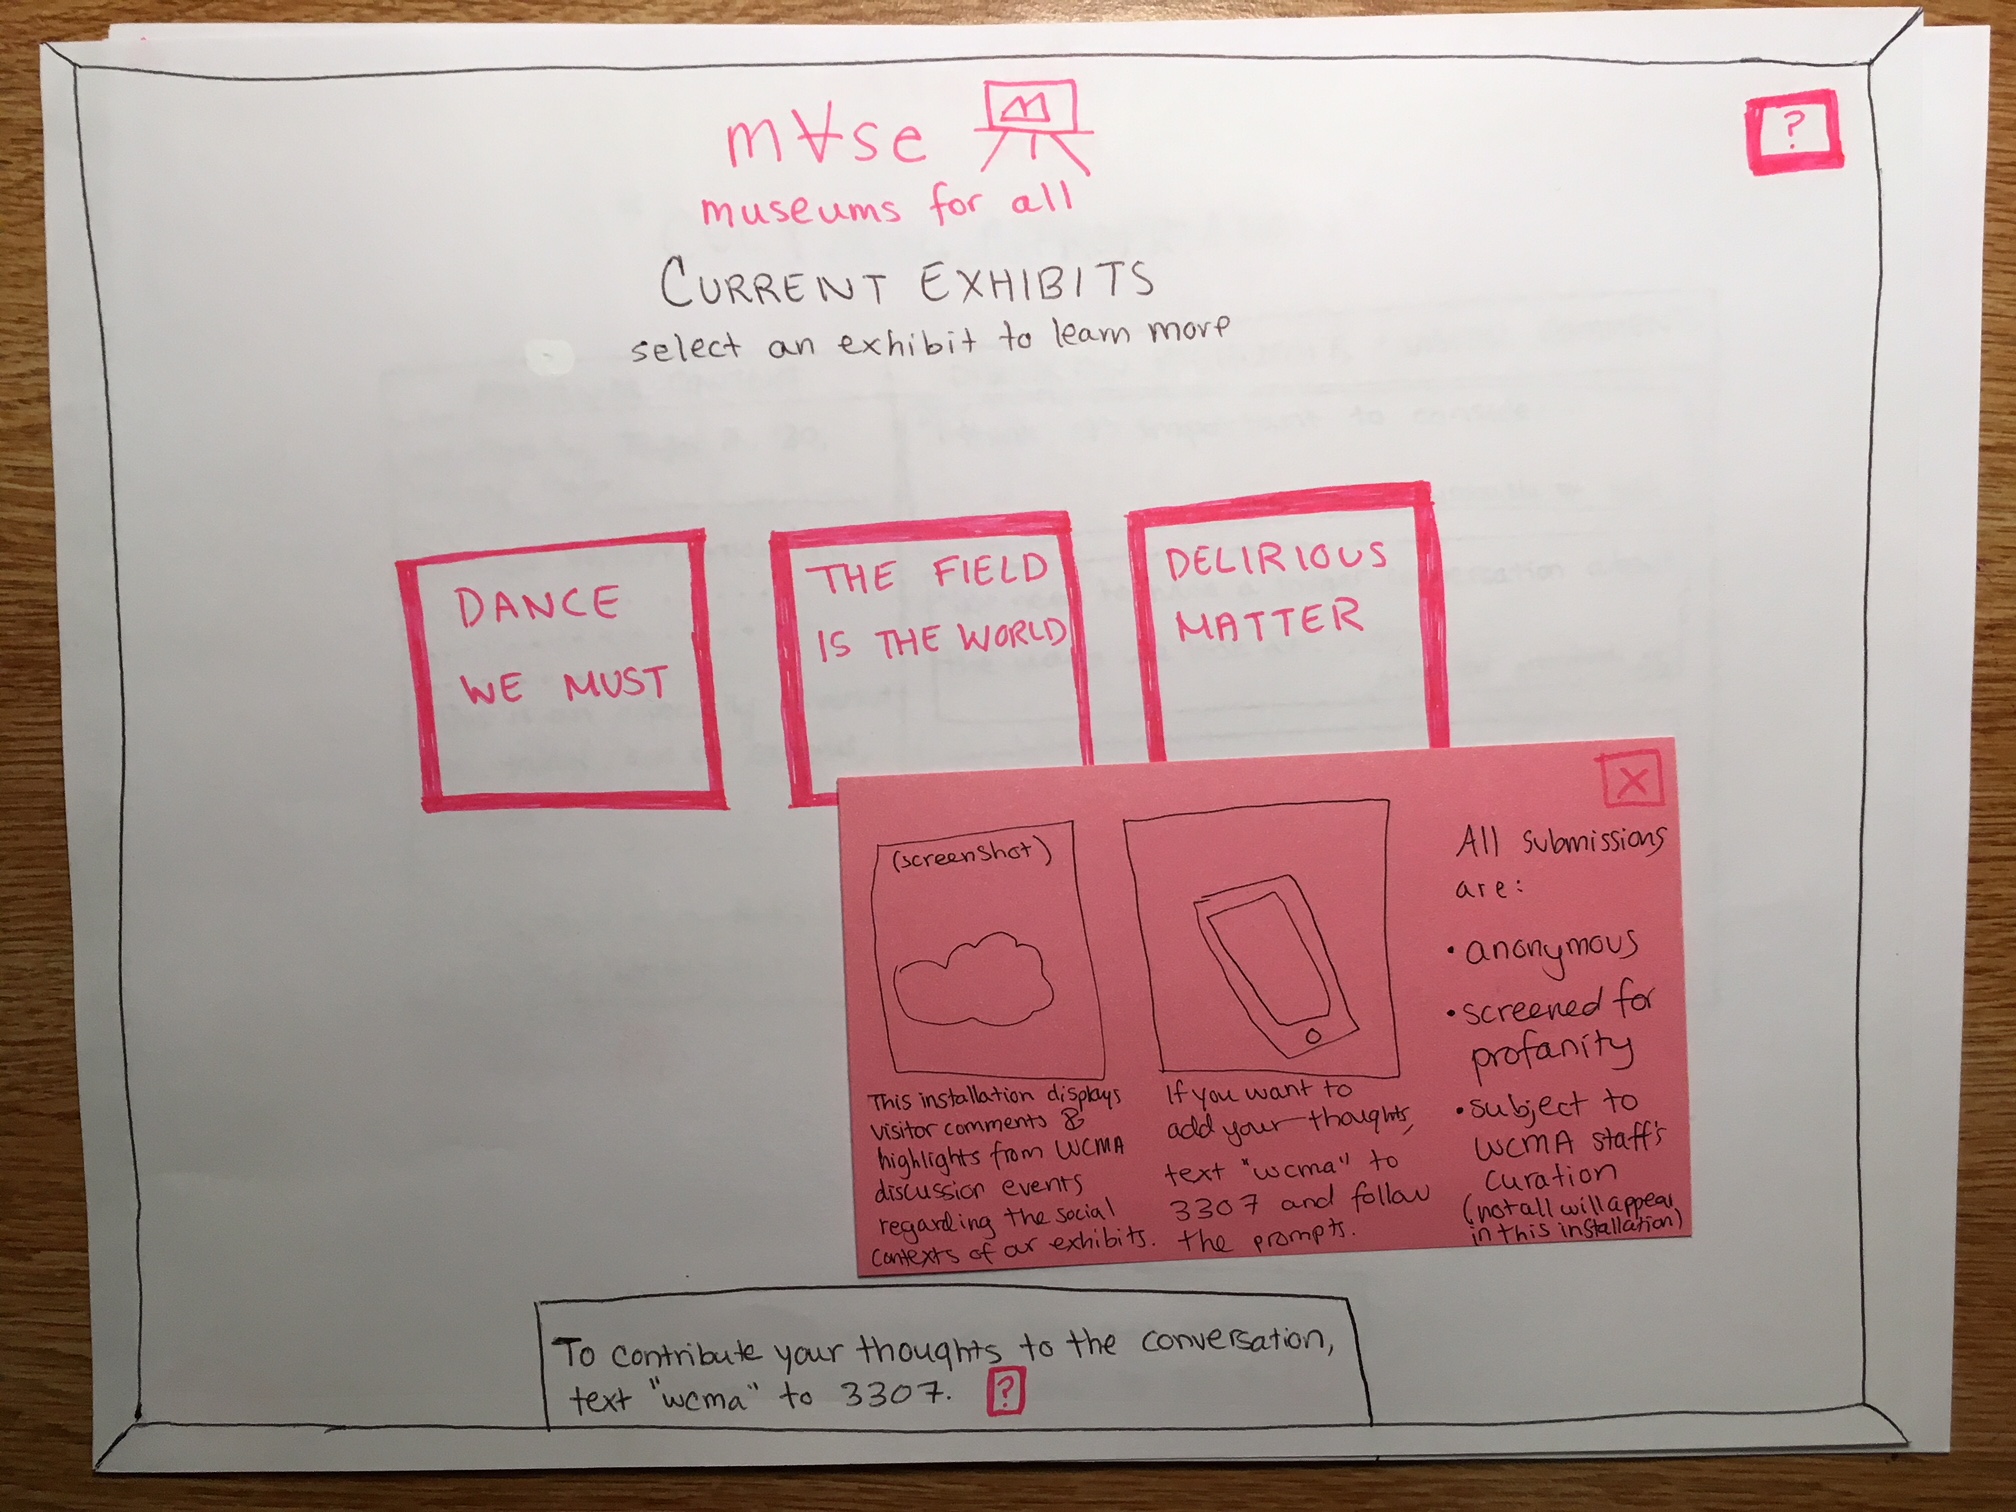 m∀se
museums for all
?
CURRENT EXHIBITS
select an exhibit to learn more
DANCE
WE MUST
THE FIELD
IS THE WORLD
DELIRIOUS
MATTER
X
(screenshot)
This installation displays
visitor comments &
highlights from WCMA
discussion events
regarding the social
contexts of our exhibits.
If you want to
add your thoughts,
text "wcma" to
3307 and follow
the prompts.
All submissions
are:
• anonymous
• screened for
profanity
• subject to
WCMA staff's
curation
(not all will appear
in this installation)
To contribute your thoughts to the conversation,
text "wcma" to 3307. ?